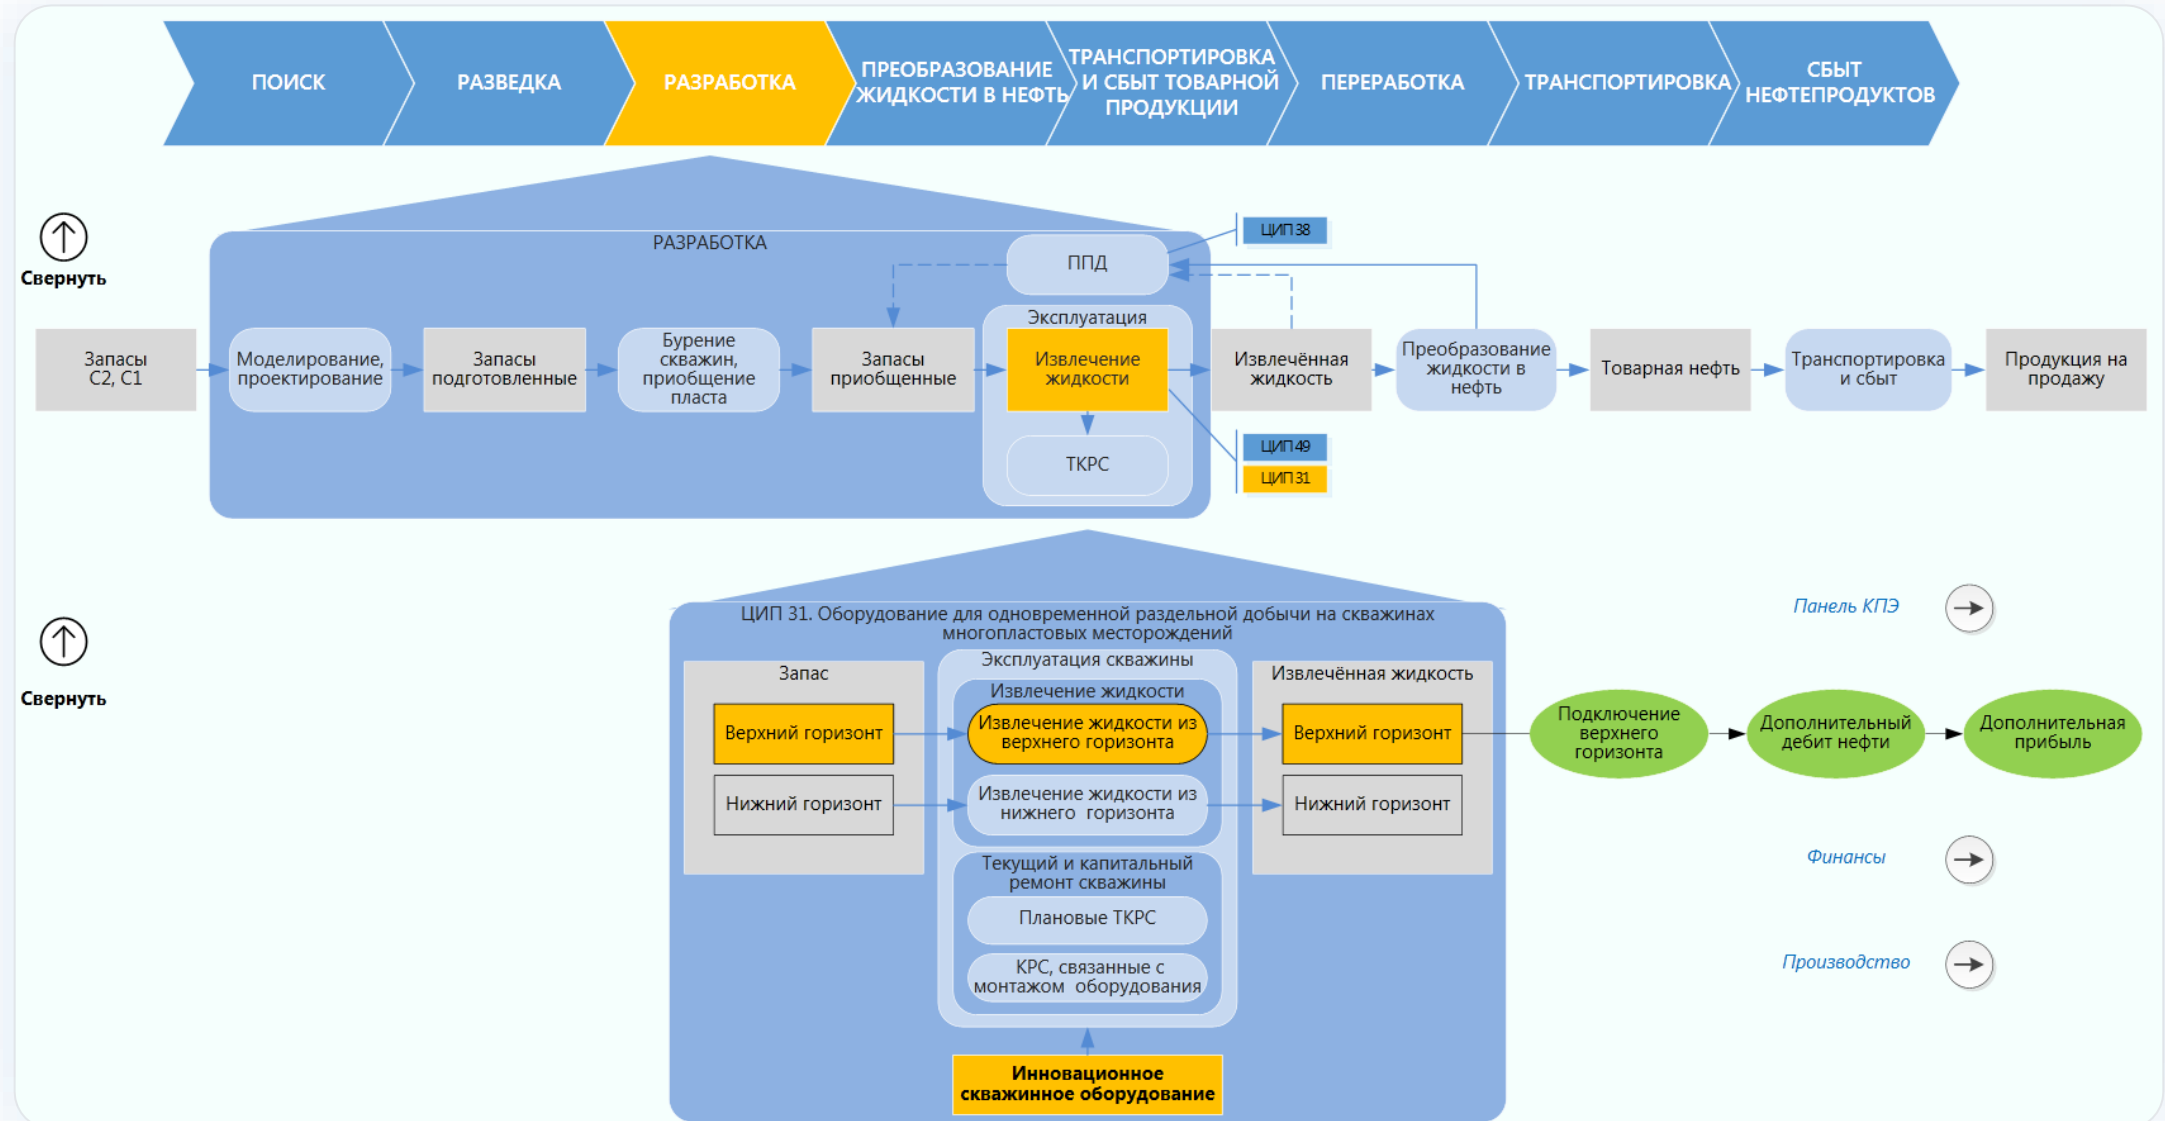 ПОИСК
РАЗВЕДКА
РАЗРАБОТКА
ПРЕОБРАЗОВАНИЕ
ЖИДКОСТИ В НЕФТЬ
ТРАНСПОРТИРОВКА
И СБЫТ ТОВАРНОЙ
ПРОДУКЦИИ
ПЕРЕРАБОТКА
ТРАНСПОРТИРОВКА
СБЫТ
НЕФТЕПРОДУКТОВ
Свернуть
РАЗРАБОТКА
ППД
ЦИП 38
Запасы
С2, С1
Моделирование,
проектирование
Запасы
подготовленные
Бурение
скважин,
приобщение
пласта
Запасы
приобщенные
Эксплуатация
Извлечение
жидкости
ТКРС
Извлечённая
жидкость
Преобразование
жидкости в
нефть
Товарная нефть
Транспортировка
и сбыт
Продукция на
продажу
ЦИП 49
ЦИП 31
Свернуть
ЦИП 31. Оборудование для одновременной раздельной добычи на скважинах
многопластовых месторождений
Запас
Верхний горизонт
Нижний горизонт
Эксплуатация скважины
Извлечение жидкости
Извлечение жидкости из
верхнего горизонта
Извлечение жидкости из
нижнего горизонта
Текущий и капитальный
ремонт скважины
Плановые ТКРС
КРС, связанные с
монтажом оборудования
Извлечённая жидкость
Верхний горизонт
Нижний горизонт
Инновационное
скважинное оборудование
Панель КПЭ
Подключение
верхнего
горизонта
Дополнительный
дебит нефти
Дополнительная
прибыль
Финансы
Производство